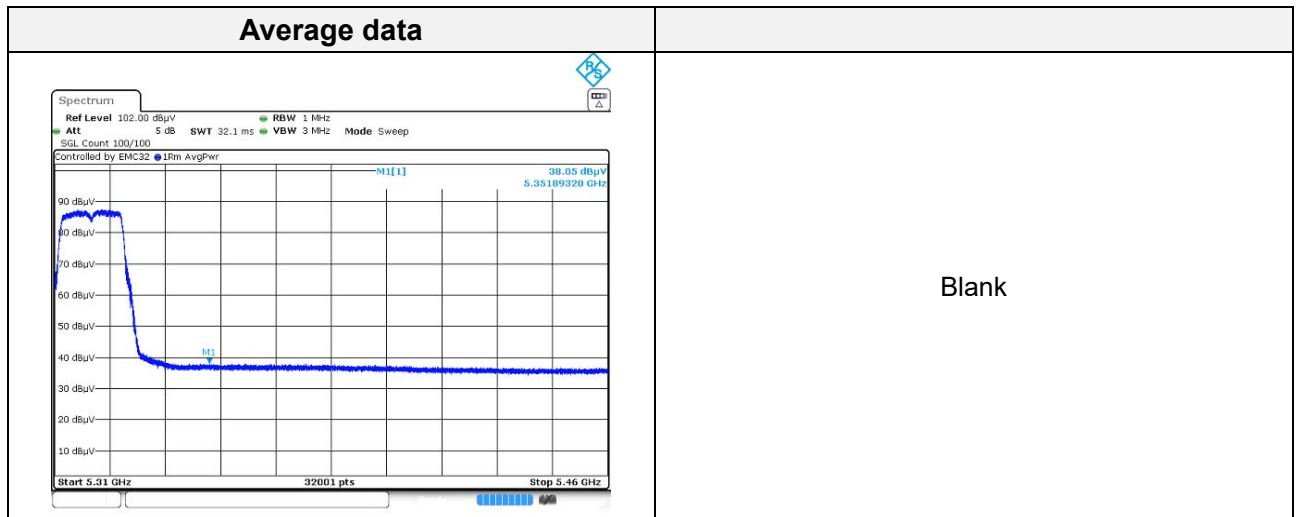 Average data
R&S
Spectrum
Ref Level 102.00 dBµV RBW 1 MHz
Att 5 dB SWT 32.1 ms VBW 3 MHz Mode Sweep
SGL Count 100/100
Controlled by EMC32 1Rm AvgPwr
M1[1] 38.05 dBµV
5.35189320 GHz
90 dBµV
80 dBµV
70 dBµV
60 dBµV
50 dBµV
40 dBµV
M1
30 dBµV
20 dBµV
10 dBµV
Start 5.31 GHz 32001 pts Stop 5.46 GHz
Blank